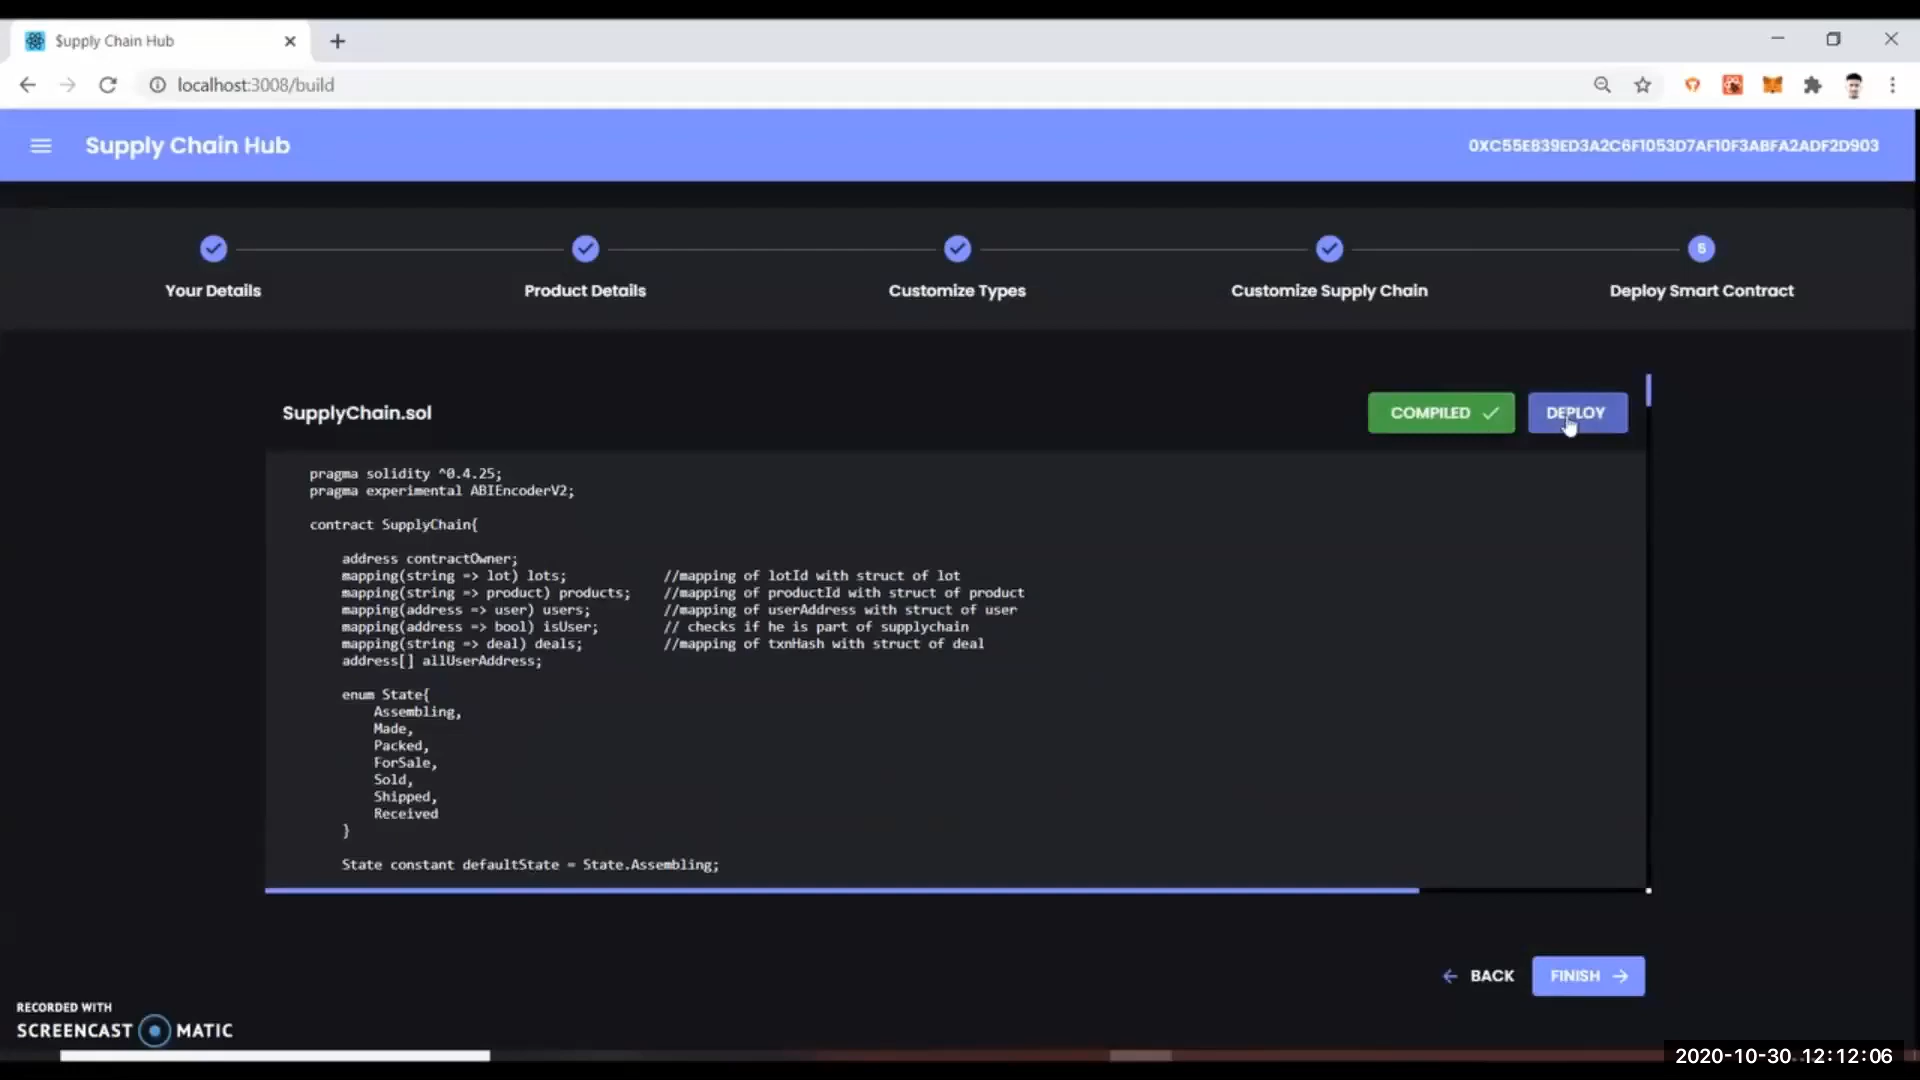 Supply Chain Hub
localhost:3008/build
Supply Chain Hub
0XC55E839ED3A2C6F1053D7AF10F3ABFA2ADF2D903
5
Your Details
Product Details
Customize Types
Customize Supply Chain
Deploy Smart Contract
SupplyChain.sol
COMPILED
DEPLOY
pragma solidity ^0.4.25;
pragma experimental ABIEncoderV2;
contract SupplyChain{
address contractOwner;
mapping(string => lot) lots; //mapping of lotId with struct of lot
mapping(string => product) products; //mapping of productId with struct of product
mapping(address => user) users; //mapping of userAddress with struct of user
mapping(address => bool) isUser; // checks if he is part of supplychain
mapping(string => deal) deals; //mapping of txnHash with struct of deal
address[] allUserAddress;
enum State{
Assembling,
Made,
Packed,
ForSale,
Sold,
Shipped,
Received
}
State constant defaultState = State.Assembling;
BACK
FINISH
RECORDED WITH
SCREENCAST MATIC
2020-10-30 12:12:06